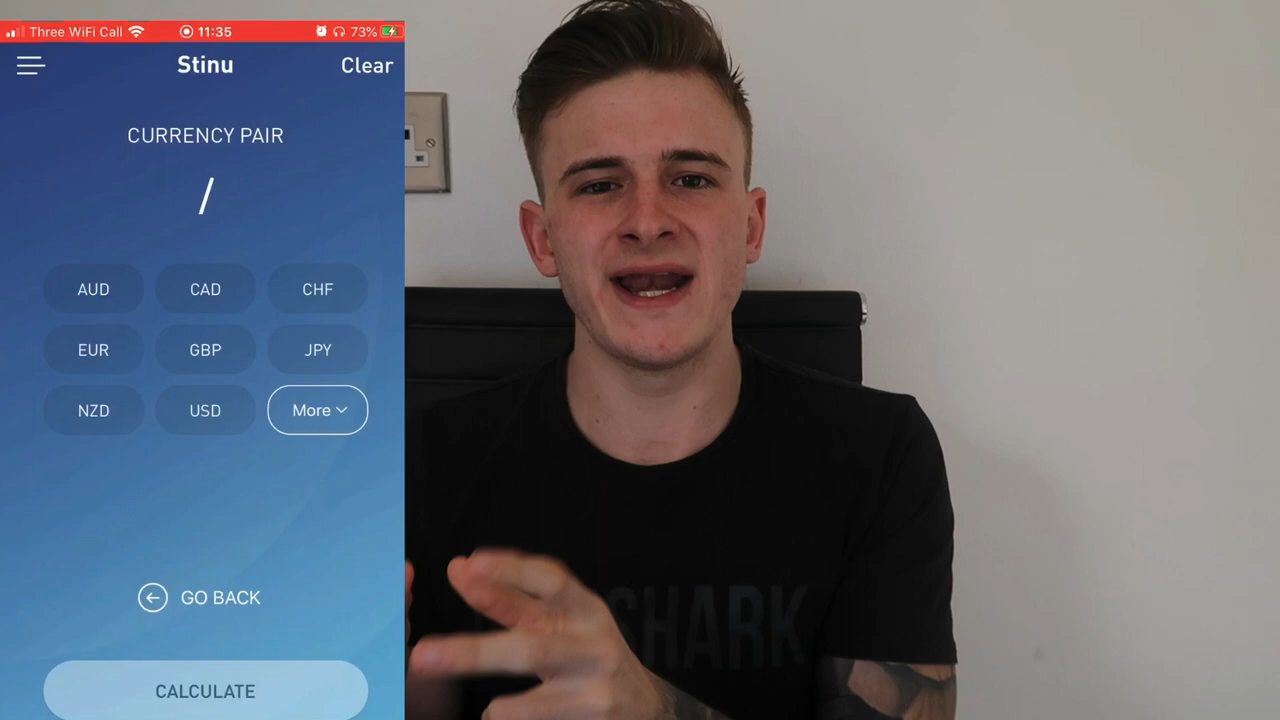 Three WiFi Call 11:35 73%
Stinu Clear
CURRENCY PAIR
/
AUD CAD CHF
EUR GBP JPY
NZD USD More
GO BACK
CALCULATE
SHARK